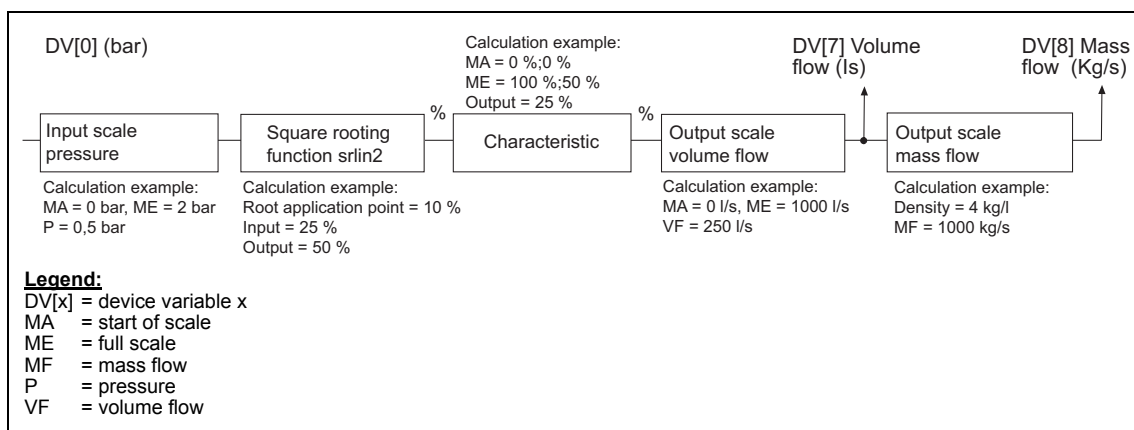 DV[0] (bar)
Calculation example:
MA = 0 %;0 %
ME = 100 %;50 %
Output = 25 %
DV[7] Volume
flow (ls)
DV[8] Mass
flow (Kg/s)
%
%
Input scale
pressure
Square rooting
function srlin2
Characteristic
Output scale
volume flow
Output scale
mass flow
Calculation example:
MA = 0 bar, ME = 2 bar
P = 0,5 bar
Calculation example:
Root application point = 10 %
Input = 25 %
Output = 50 %
Calculation example:
MA = 0 l/s, ME = 1000 l/s
VF = 250 l/s
Calculation example:
Density = 4 kg/l
MF = 1000 kg/s
Legend:
DV[x] = device variable x
MA = start of scale
ME = full scale
MF = mass flow
P = pressure
VF = volume flow